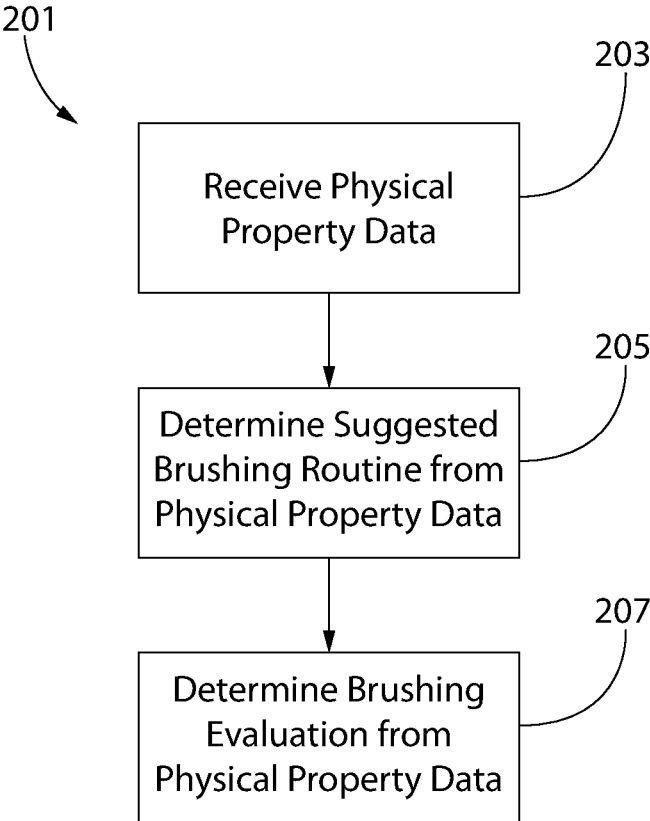 201
203
Receive Physical
Property Data
205
Determine Suggested
Brushing Routine from
Physical Property Data
207
Determine Brushing
Evaluation from
Physical Property Data